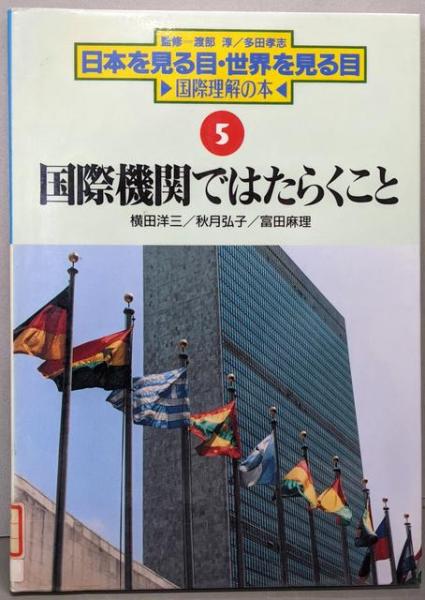 監修—渡部 淳／多田孝志
日本を見る目・世界を見る目
▶国際理解の本◀
5
国際機関ではたらくこと
横田洋三／秋月弘子／富田麻理